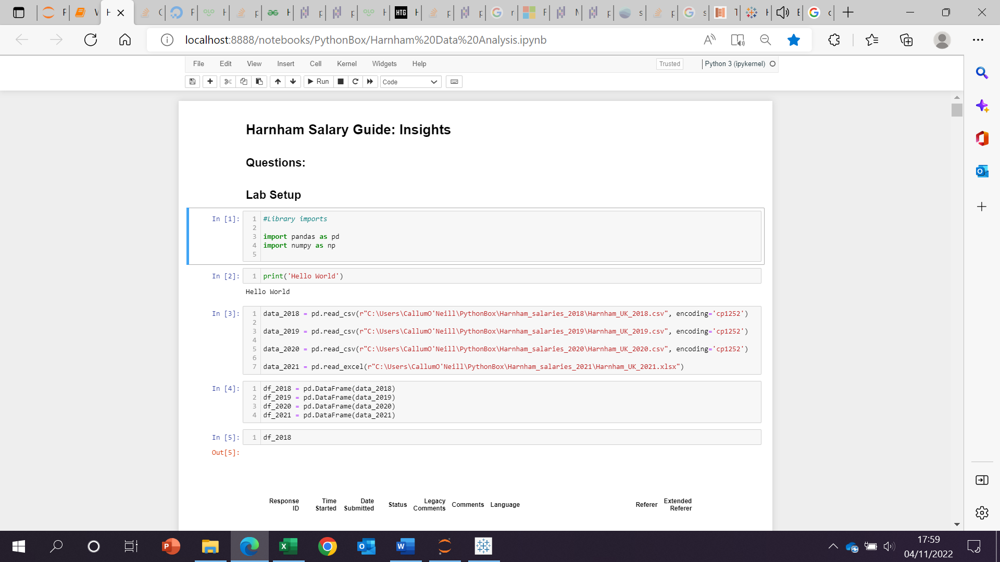 localhost:8888/notebooks/PythonBox/Harnham%20Data%20Analysis.ipynb
File Edit View Insert Cell Kernel Widgets Help Trusted Python 3 (ipykernel)
Run Code
Harnham Salary Guide: Insights
Questions:
Lab Setup
In [1]:
1 #Library imports
2
3 import pandas as pd
4 import numpy as np
5
In [2]: 1 print('Hello World')
Hello World
In [3]:
1 data_2018 = pd.read_csv(r"C:\Users\CallumO'Neill\PythonBox\Harnham_salaries_2018\Harnham_UK_2018.csv", encoding='cp1252')
2
3 data_2019 = pd.read_csv(r"C:\Users\CallumO'Neill\PythonBox\Harnham_salaries_2019\Harnham_UK_2019.csv", encoding='cp1252')
4
5 data_2020 = pd.read_csv(r"C:\Users\CallumO'Neill\PythonBox\Harnham_salaries_2020\Harnham_UK_2020.csv", encoding='cp1252')
6
7 data_2021 = pd.read_excel(r"C:\Users\CallumO'Neill\PythonBox\Harnham_salaries_2021\Harnham_UK_2021.xlsx")
In [4]:
1 df_2018 = pd.DataFrame(data_2018)
2 df_2019 = pd.DataFrame(data_2019)
3 df_2020 = pd.DataFrame(data_2020)
4 df_2021 = pd.DataFrame(data_2021)
In [5]: 1 df_2018
Out[5]:
Response Time Date Legacy Extended
ID Started Submitted Status Comments Comments Language Referer Referer
17:59
04/11/2022